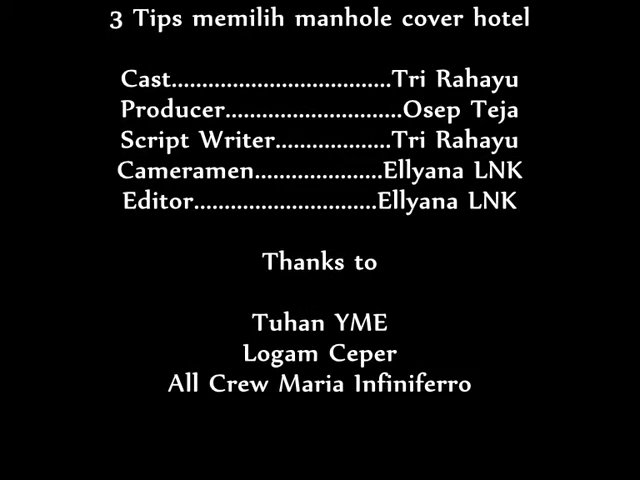 3 Tips memilih manhole cover hotel
Cast....................................Tri Rahayu
Producer.............................Osep Teja
Script Writer...................Tri Rahayu
Cameramen.....................Ellyana LNK
Editor..............................Ellyana LNK
Thanks to
Tuhan YME
Logam Ceper
All Crew Maria Infiniferro